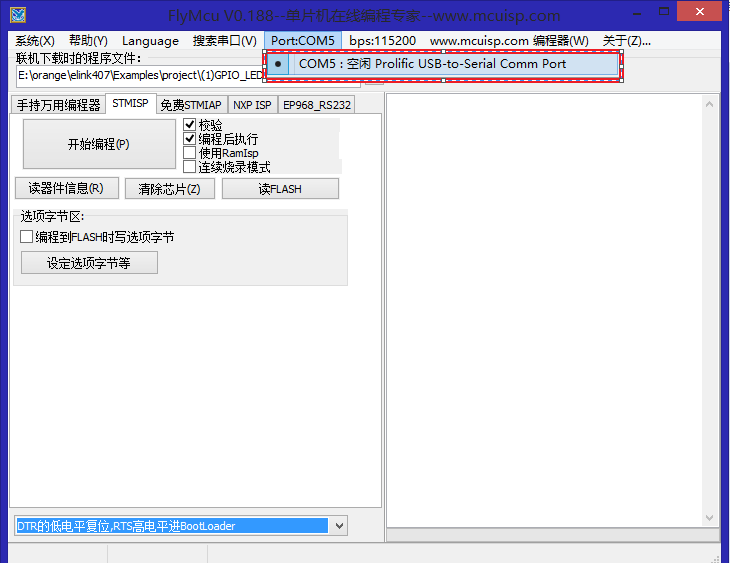 FlyMcu V0.188--单片机在线编程专家--www.mcuisp.com
系统(X) 帮助(Y) Language 搜索串口(V) Port:COM5 bps:115200 www.mcuisp.com 编程器(W) 关于(Z)...
联机下载时的程序文件：
COM5 : 空闲 Prolific USB-to-Serial Comm Port
E:\orange\elink407\Examples\project\(1)GPIO_LED
手持万用编程器 STMISP 免费STMIAP NXP ISP EP968_RS232
开始编程(P)
校验
编程后执行
使用RamIsp
连续烧录模式
读器件信息(R) 清除芯片(Z) 读FLASH
选项字节区:
编程到FLASH时写选项字节
设定选项字节等
DTR的低电平复位,RTS高电平进BootLoader